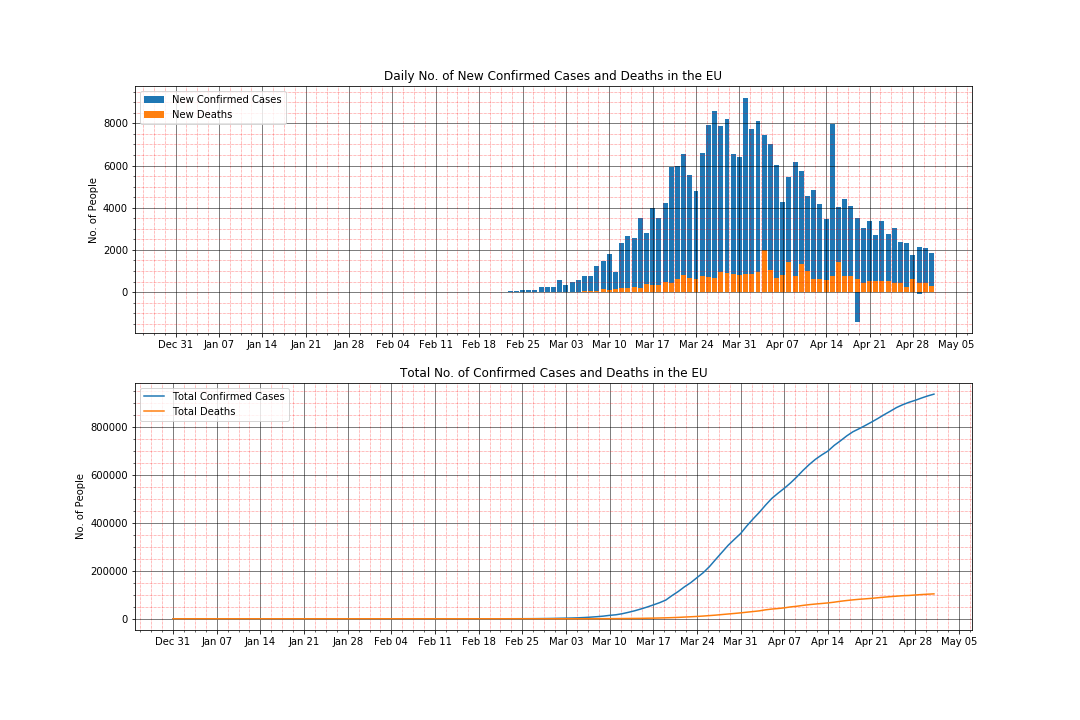 Daily No. of New Confirmed Cases and Deaths in the EU
New Confirmed Cases
New Deaths
8000
6000
4000
2000
0
No. of People
Dec 31 Jan 07 Jan 14 Jan 21 Jan 28 Feb 04 Feb 11 Feb 18 Feb 25 Mar 03 Mar 10 Mar 17 Mar 24 Mar 31 Apr 07 Apr 14 Apr 21 Apr 28 May 05
Total No. of Confirmed Cases and Deaths in the EU
Total Confirmed Cases
Total Deaths
800000
600000
400000
200000
0
No. of People
Dec 31 Jan 07 Jan 14 Jan 21 Jan 28 Feb 04 Feb 11 Feb 18 Feb 25 Mar 03 Mar 10 Mar 17 Mar 24 Mar 31 Apr 07 Apr 14 Apr 21 Apr 28 May 05